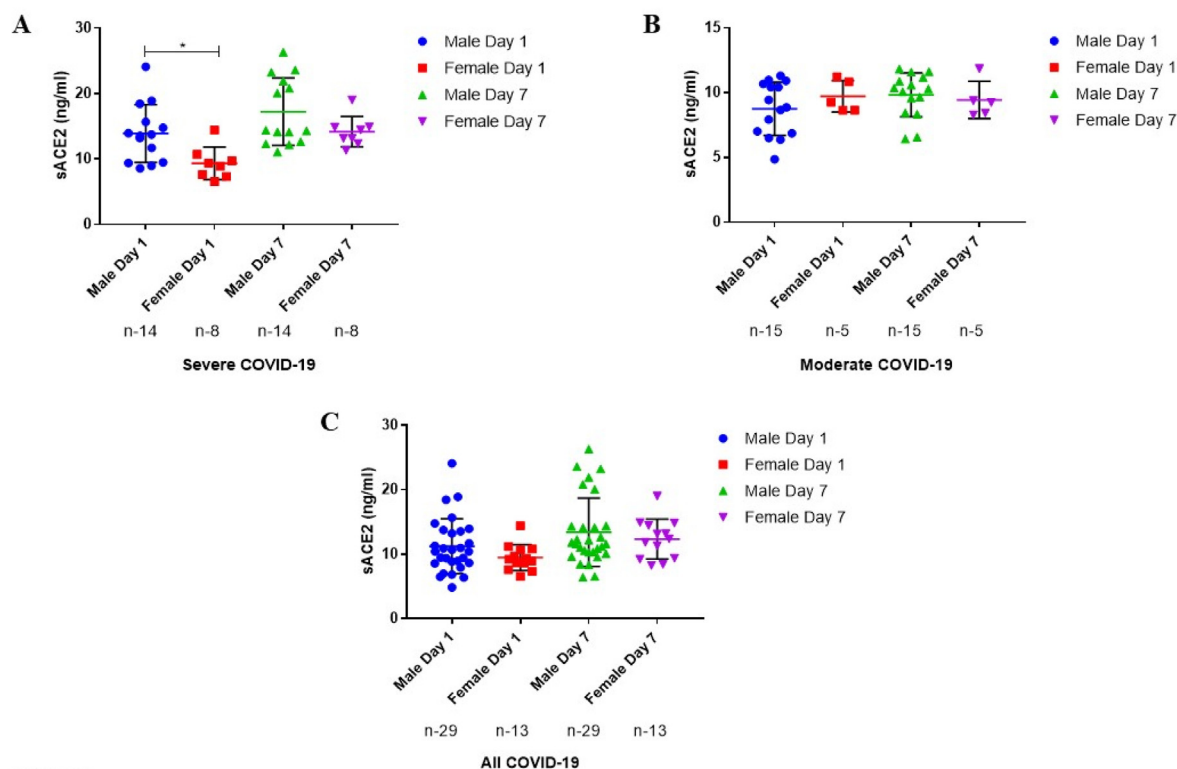 A
30
20
10
0
sACE2 (ng/ml)
*
Male Day 1
Female Day 1
Male Day 7
Female Day 7
Male Day 1
Female Day 1
Male Day 7
Female Day 7
n-14 n-8 n-14 n-8
Severe COVID-19
B
15
10
5
0
sACE2 (ng/ml)
Male Day 1
Female Day 1
Male Day 7
Female Day 7
Male Day 1
Female Day 1
Male Day 7
Female Day 7
n-15 n-5 n-15 n-5
Moderate COVID-19
C
30
20
10
0
sACE2 (ng/ml)
Male Day 1
Female Day 1
Male Day 7
Female Day 7
Male Day 1
Female Day 1
Male Day 7
Female Day 7
n-29 n-13 n-29 n-13
All COVID-19